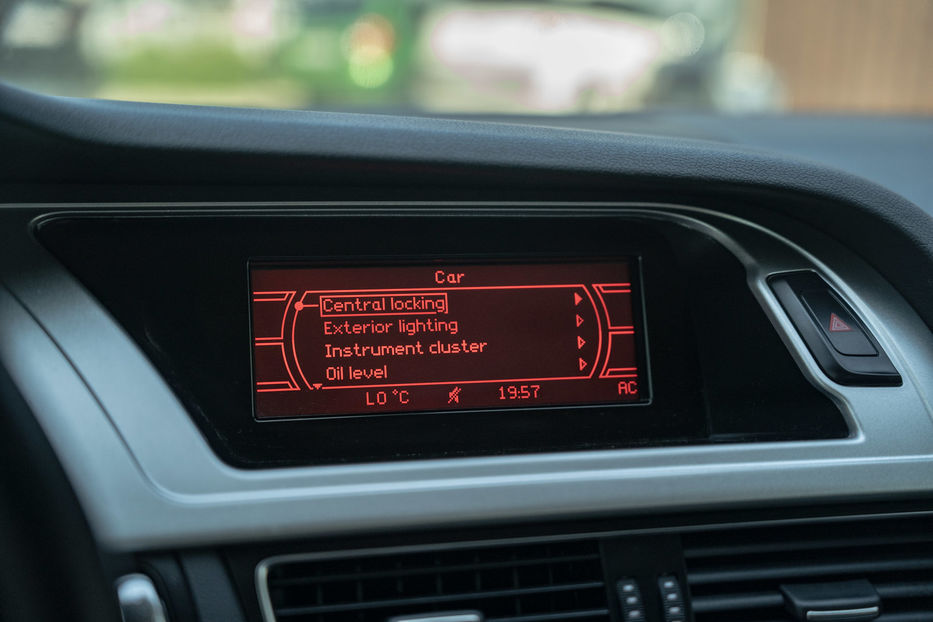 Car
Central locking
Exterior lighting
Instrument cluster
Oil level
LO °C 19:57 AC